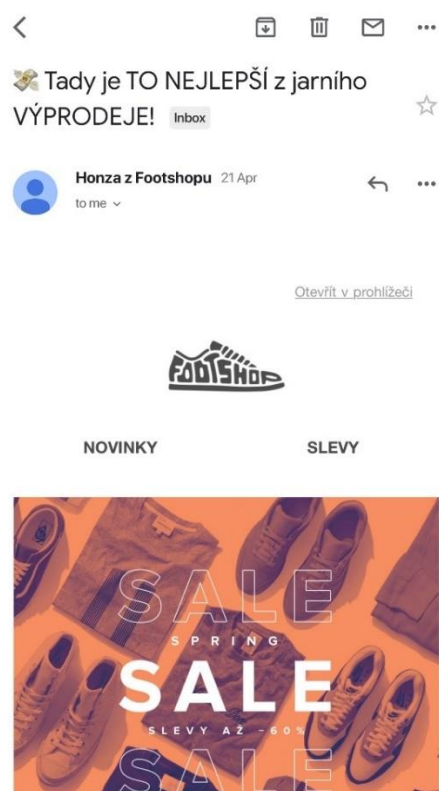 💸 Tady je TO NEJLEPŠÍ z jarního
VÝPRODEJE! Inbox
Honza z Footshopu 21 Apr
to me
Otevřít v prohlížeči
FOOTSHOP
NOVINKY SLEVY
SALE
SPRING
SALE
SLEVY AŽ -60%
SALE